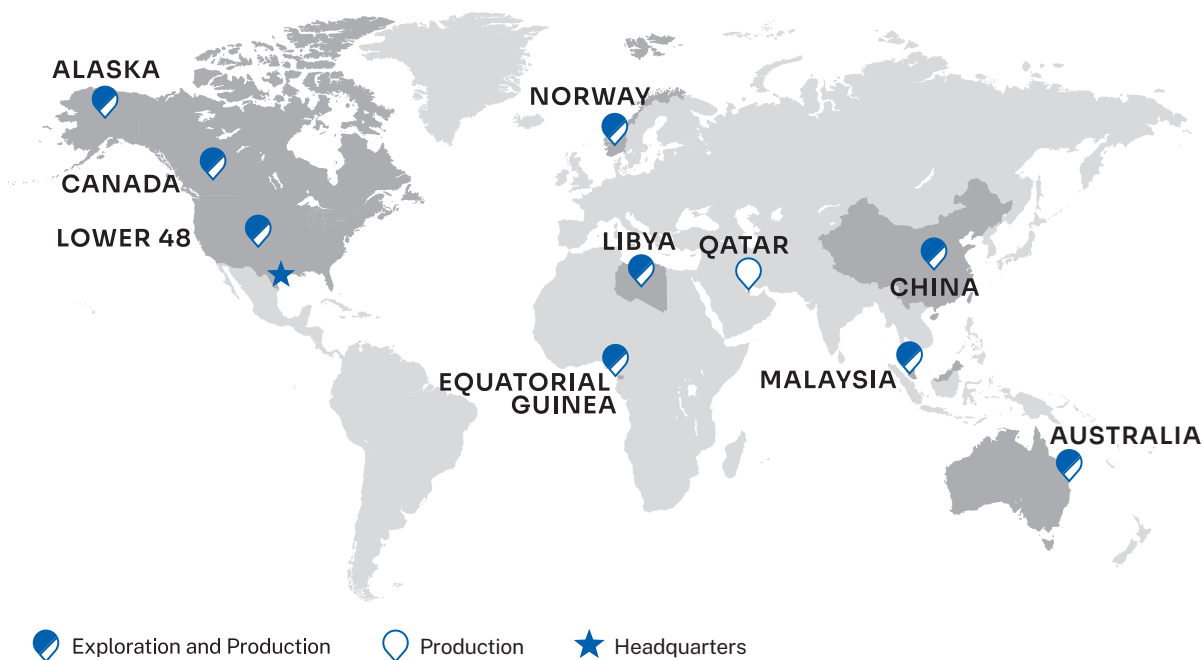 ALASKA
NORWAY
CANADA
LOWER 48
LIBYA
QATAR
CHINA
EQUATORIAL
GUINEA
MALAYSIA
AUSTRALIA
Exploration and Production
Production
Headquarters